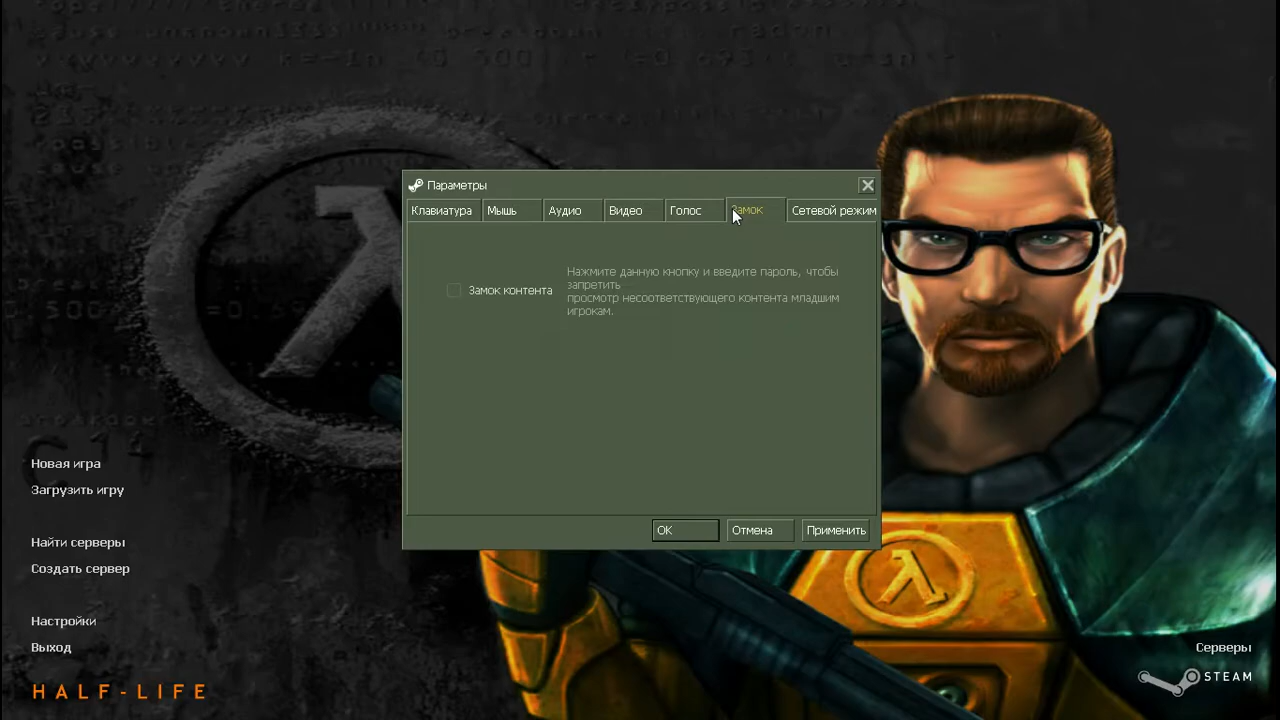 Параметры
Клавиатура Мышь Аудио Видео Голос Замок Сетевой режим
Замок контента
Нажмите данную кнопку и введите пароль, чтобы
запретить
просмотр несоответствующего контента младшим
игрокам.
OK Отмена Применить
Новая игра
Загрузить игру
Найти серверы
Создать сервер
Настройки
Выход
Серверы
HALF-LIFE
STEAM